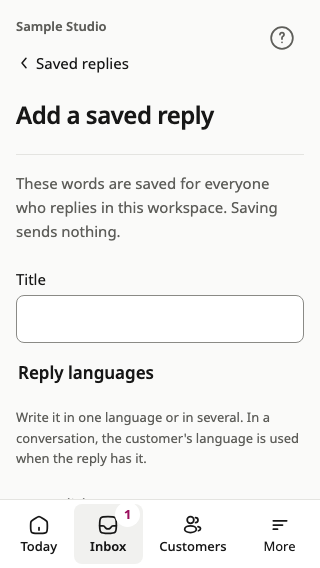 Sample Studio
Saved replies
Add a saved reply
These words are saved for everyone
who replies in this workspace. Saving
sends nothing.
Title
Reply languages
Write it in one language or in several. In a
conversation, the customer's language is used
when the reply has it.
1
Today
Inbox
Customers
More